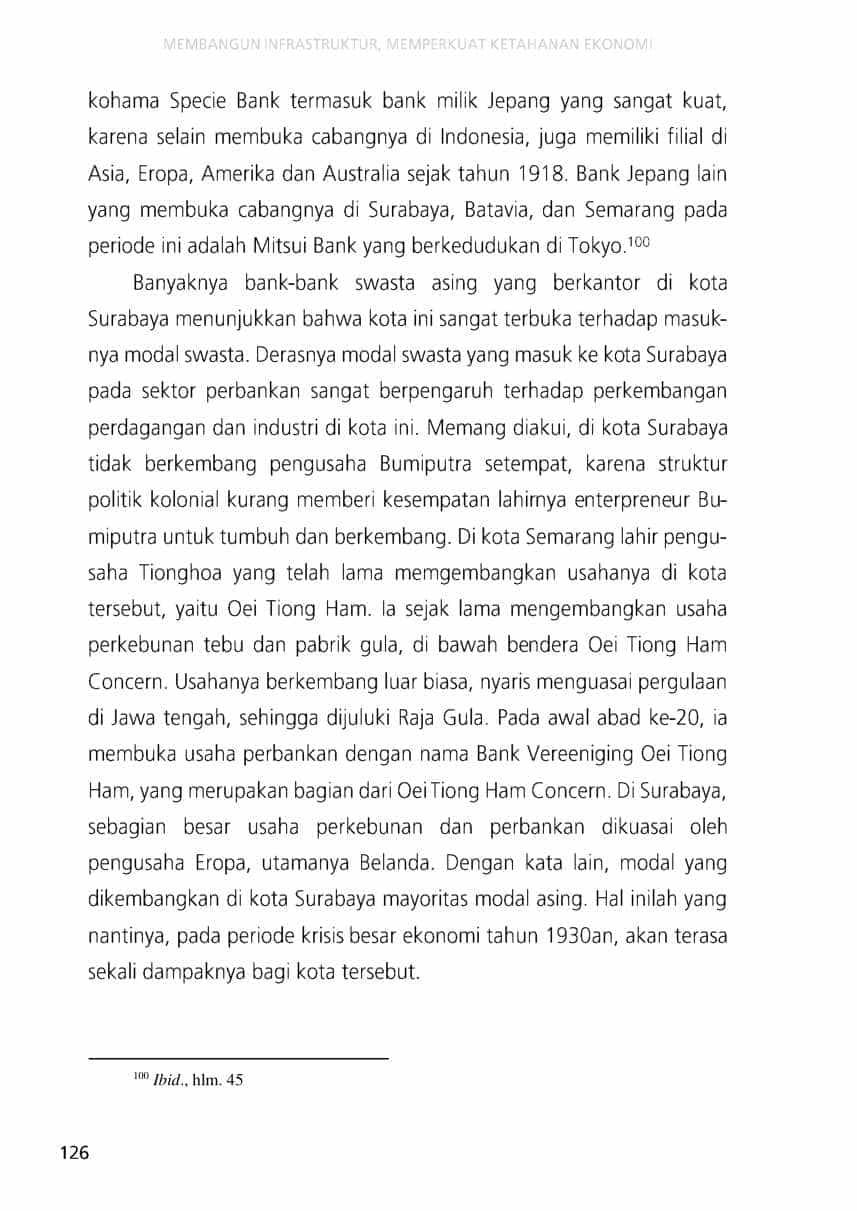 MEMBANGUN INFRASTRUKTUR, MEMPERKUAT KETAHANAN EKONOMI
kohama Specie Bank termasuk bank milik Jepang yang sangat kuat,
karena selain membuka cabangnya di Indonesia, juga memiliki filial di
Asia, Eropa, Amerika dan Australia sejak tahun 1918. Bank Jepang lain
yang membuka cabangnya di Surabaya, Batavia, dan Semarang pada
periode ini adalah Mitsui Bank yang berkedudukan di Tokyo.100
Banyaknya bank-bank swasta asing yang berkantor di kota
Surabaya menunjukkan bahwa kota ini sangat terbuka terhadap masuk-
nya modal swasta. Derasnya modal swasta yang masuk ke kota Surabaya
pada sektor perbankan sangat berpengaruh terhadap perkembangan
perdagangan dan industri di kota ini. Memang diakui, di kota Surabaya
tidak berkembang pengusaha Bumiputra setempat, karena struktur
politik kolonial kurang memberi kesempatan lahirnya enterpreneur Bu-
miputra untuk tumbuh dan berkembang. Di kota Semarang lahir pengu-
saha Tionghoa yang telah lama memgembangkan usahanya di kota
tersebut, yaitu Oei Tiong Ham. Ia sejak lama mengembangkan usaha
perkebunan tebu dan pabrik gula, di bawah bendera Oei Tiong Ham
Concern. Usahanya berkembang luar biasa, nyaris menguasai pergulaan
di Jawa tengah, sehingga dijuluki Raja Gula. Pada awal abad ke-20, ia
membuka usaha perbankan dengan nama Bank Vereeniging Oei Tiong
Ham, yang merupakan bagian dari Oei Tiong Ham Concern. Di Surabaya,
sebagian besar usaha perkebunan dan perbankan dikuasai oleh
pengusaha Eropa, utamanya Belanda. Dengan kata lain, modal yang
dikembangkan di kota Surabaya mayoritas modal asing. Hal inilah yang
nantinya, pada periode krisis besar ekonomi tahun 1930an, akan terasa
sekali dampaknya bagi kota tersebut.
100 Ibid., hlm. 45
126